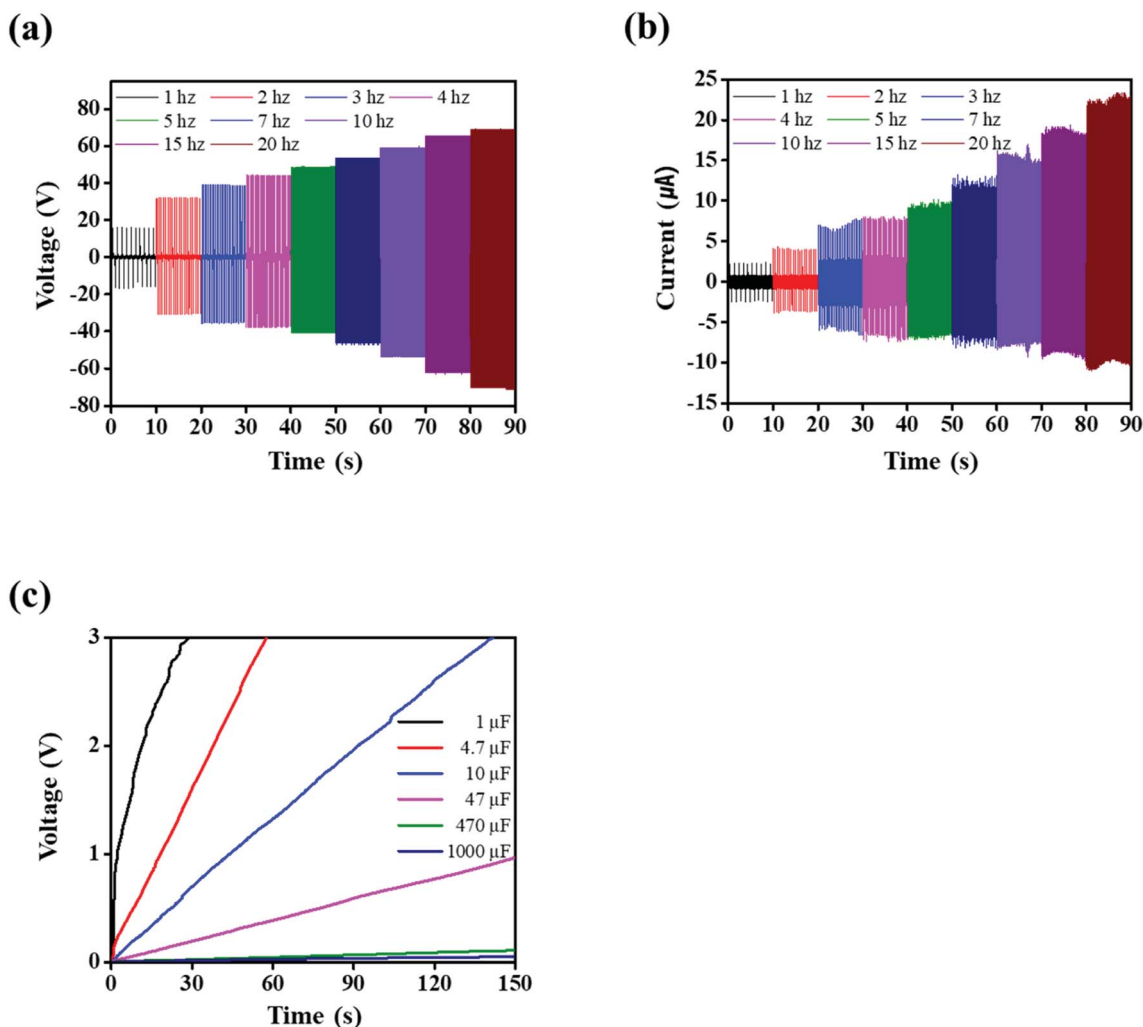 (a)
1 hz 2 hz 3 hz 4 hz
5 hz 7 hz 10 hz
15 hz 20 hz
80
60
40
20
0
-20
-40
-60
-80
Voltage (V)
0 10 20 30 40 50 60 70 80 90
Time (s)
(b)
1 hz 2 hz 3 hz
4 hz 5 hz 7 hz
10 hz 15 hz 20 hz
25
20
15
10
5
0
-5
-10
-15
Current (μA)
0 10 20 30 40 50 60 70 80 90
Time (s)
(c)
3
2
1
0
Voltage (V)
1 μF
4.7 μF
10 μF
47 μF
470 μF
1000 μF
0 30 60 90 120 150
Time (s)